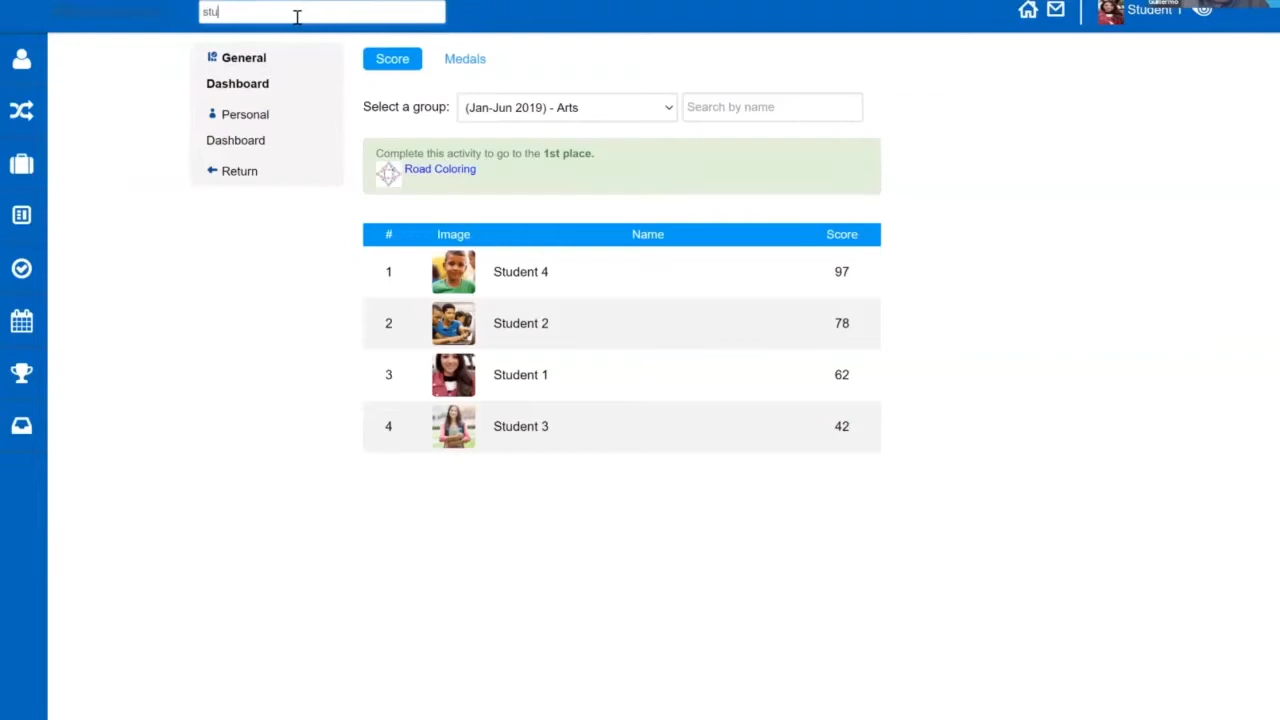 stu
Student 1
Guillermo
General
Dashboard
Personal
Dashboard
Return
Score
Medals
Select a group:
(Jan-Jun 2019) - Arts
Search by name
Complete this activity to go to the 1st place.
Road Coloring
# Image Name Score
1 Student 4 97
2 Student 2 78
3 Student 1 62
4 Student 3 42